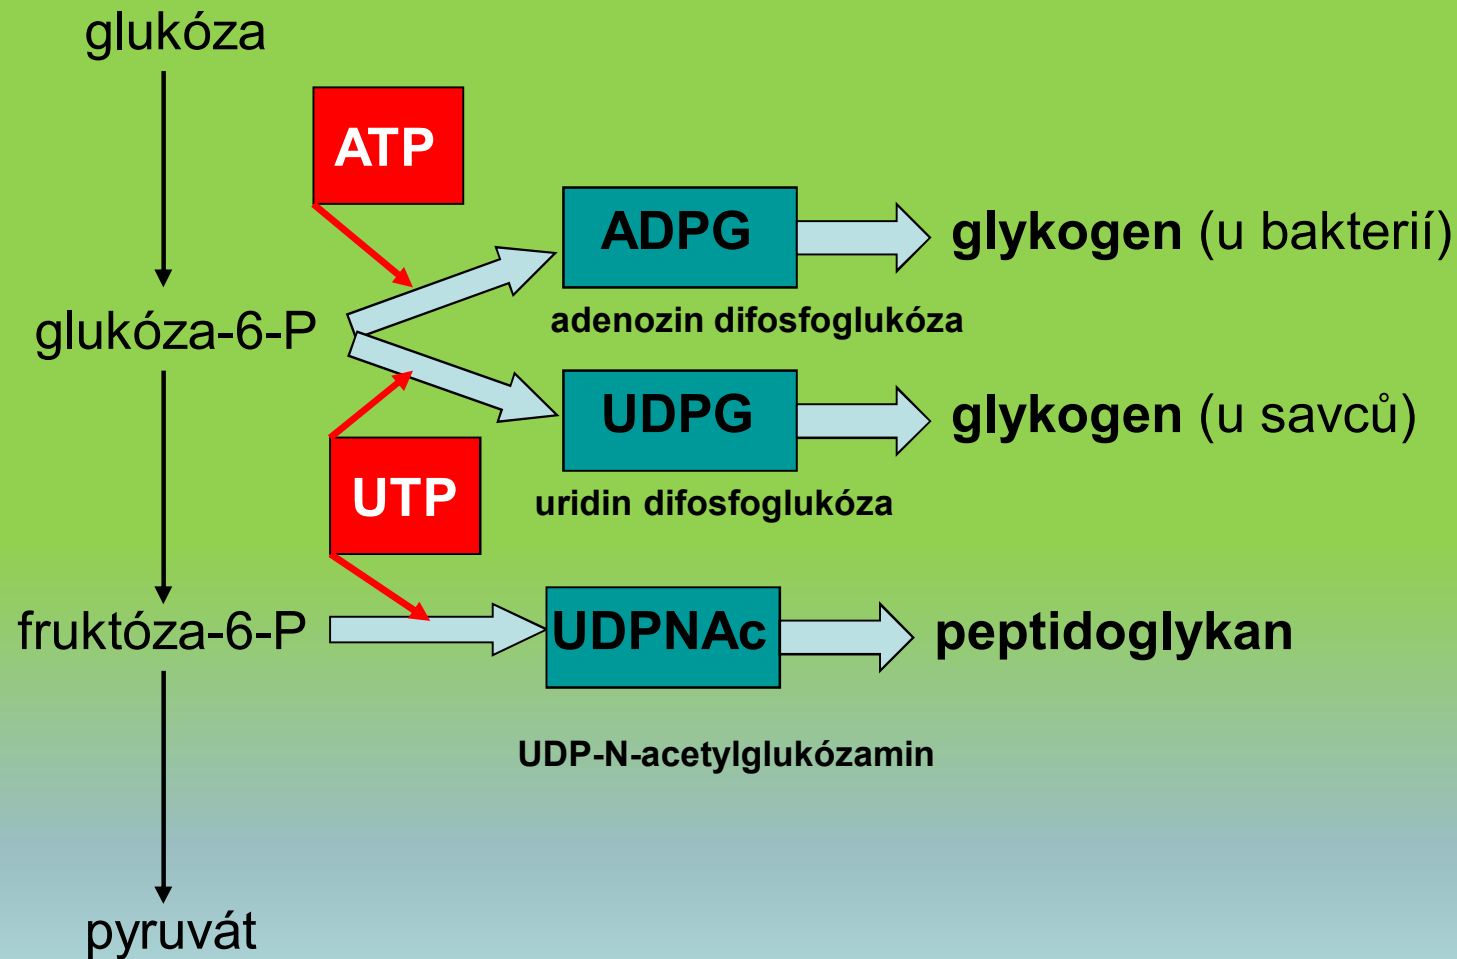 glukóza
ATP
ADPG
glykogen (u bakterií)
adenozin difosfoglukóza
glukóza-6-P
UDPG
glykogen (u savců)
uridin difosfoglukóza
UTP
fruktóza-6-P
UDPNAc
peptidoglykan
UDP-N-acetylglukózamin
pyruvát